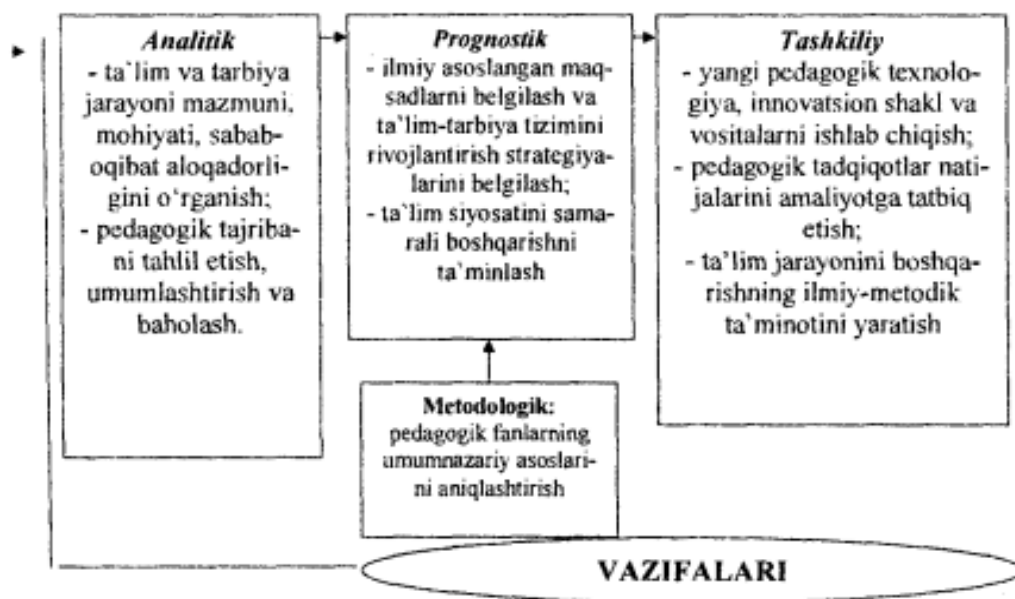 Analitik
- ta`lim va tarbiya
jarayoni mazmuni,
mohiyati, sabab-
oqibat aloqadorli-
gini o‘rganish;
- pedagogik tajriba-
ni tahlil etish,
umumlashtirish va
baholash.
Prognostik
- ilmiy asoslangan maq-
sadlarni belgilash va
ta`lim-tarbiya tizimini
rivojlantirish strategiya-
larini belgilash;
- ta`lim siyosatini sama-
rali boshqarishni
ta`minlash
Tashkiliy
- yangi pedagogik texnolo-
giya, innovatsion shakl va
vositalarni ishlab chiqish;
- pedagogik tadqiqotlar nati-
jalarini amaliyotga tatbiq
etish;
- ta’lim jarayonini boshqa-
rishning ilmiy-metodik
ta’minotini yaratish
Metodologik:
pedagogik fanlarning
umumnazariy asoslari-
ni aniqlashtirish
VAZIFALARI